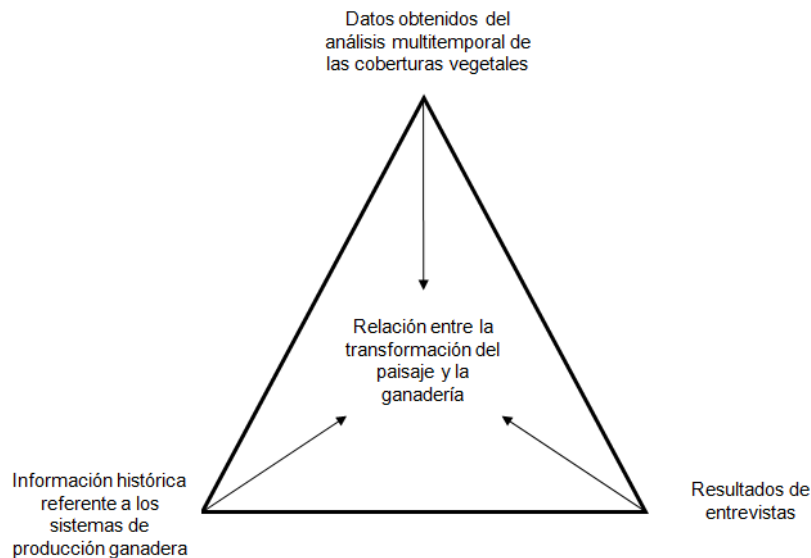 Datos obtenidos del
análisis multitemporal de
las coberturas vegetales
Relación entre la
transformación del
paisaje y la
ganadería
Información histórica
referente a los
sistemas de
producción ganadera
Resultados de
entrevistas